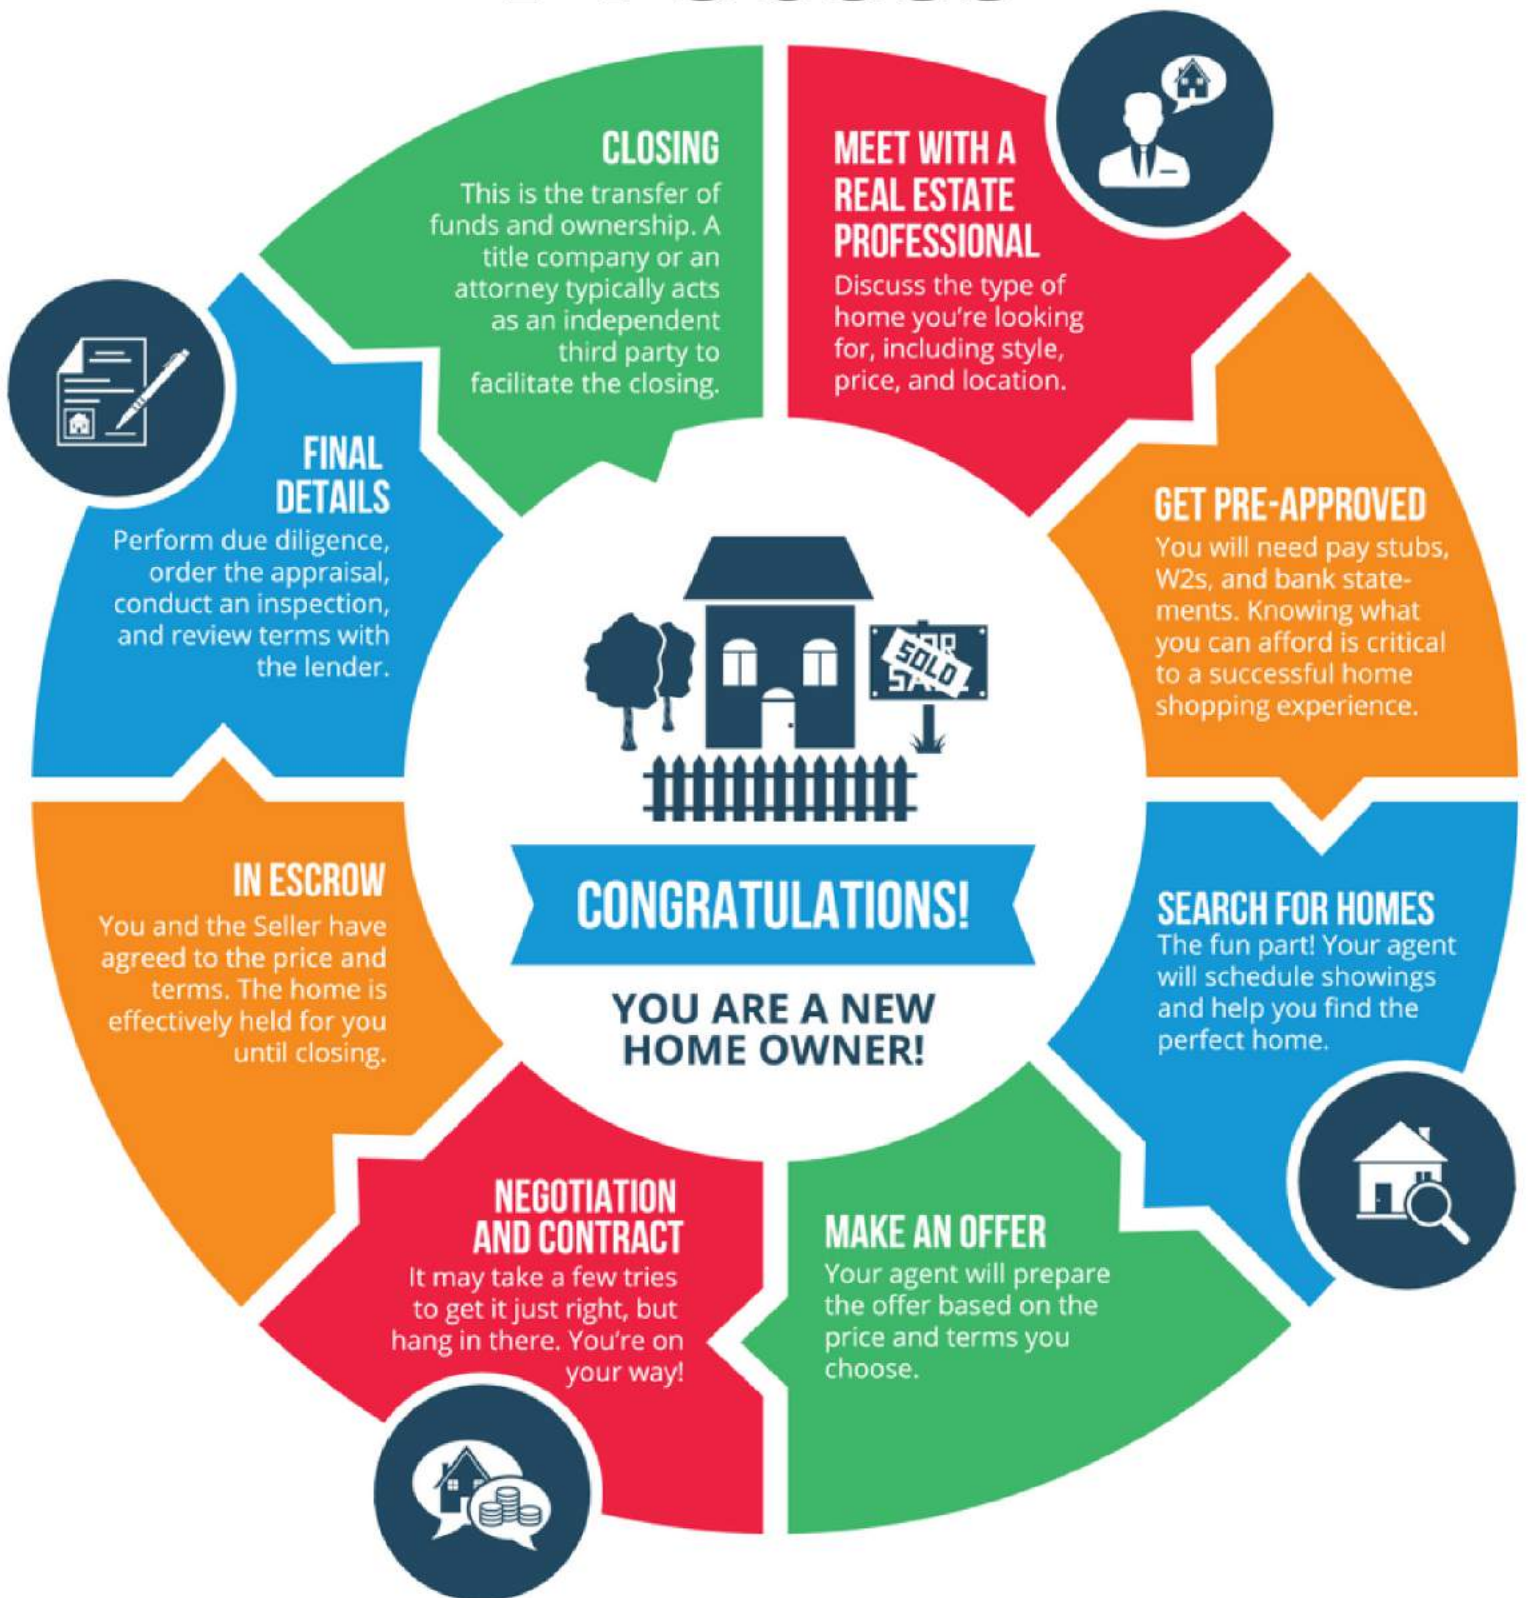 MEET WITH A
REAL ESTATE
PROFESSIONAL
Discuss the type of
home you're looking
for, including style,
price, and location.
GET PRE-APPROVED
You will need pay stubs,
W2s, and bank state-
ments. Knowing what
you can afford is critical
to a successful home
shopping experience.
SEARCH FOR HOMES
The fun part! Your agent
will schedule showings
and help you find the
perfect home.
MAKE AN OFFER
Your agent will prepare
the offer based on the
price and terms you
choose.
NEGOTIATION
AND CONTRACT
It may take a few tries
to get it just right, but
hang in there. You're on
your way!
IN ESCROW
You and the Seller have
agreed to the price and
terms. The home is
effectively held for you
until closing.
FINAL
DETAILS
Perform due diligence,
order the appraisal,
conduct an inspection,
and review terms with
the lender.
CLOSING
This is the transfer of
funds and ownership. A
title company or an
attorney typically acts
as an independent
third party to
facilitate the closing.
SOLD
CONGRATULATIONS!
YOU ARE A NEW
HOME OWNER!